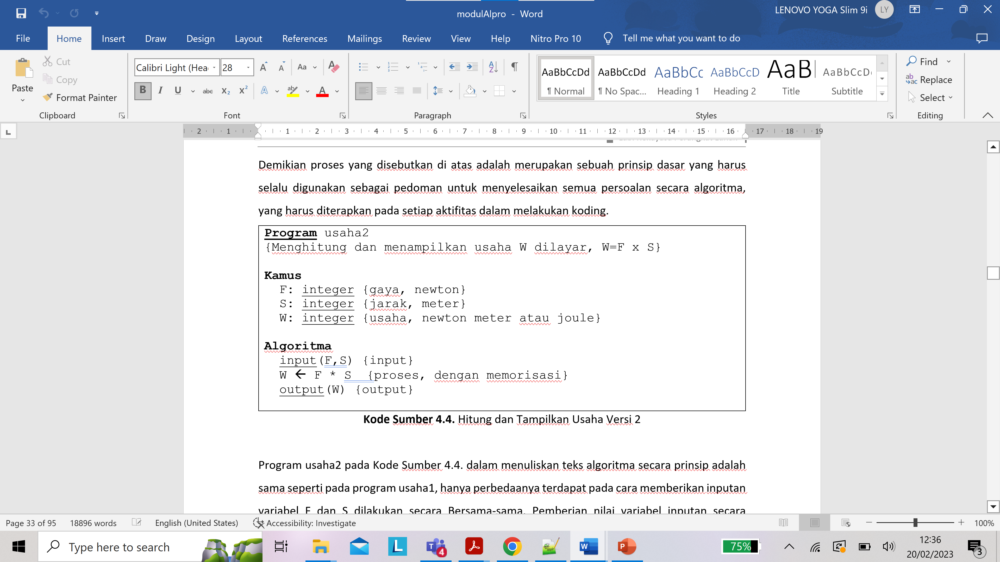 modulAlpro - Word
LENOVO YOGA Slim 9i
LY
File Home Insert Draw Design Layout References Mailings Review View Help Nitro Pro 10 Tell me what you want to do
Paste
Cut
Copy
Format Painter
Clipboard
Calibri Light (Hea 28
Font
Paragraph
AaBbCcDd AaBbCcDd AaBbCc AaBbCcD AaB AaBbCcD
¶ Normal ¶ No Spac... Heading 1 Heading 2 Title Subtitle
Styles
Find
Replace
Select
Editing
2 1 1 2 3 4 5 6 7 8 9 10 11 12 13 14 15 16 17 18 19
Demikian proses yang disebutkan di atas adalah merupakan sebuah prinsip dasar yang harus
selalu digunakan sebagai pedoman untuk menyelesaikan semua persoalan secara algoritma,
yang harus diterapkan pada setiap aktifitas dalam melakukan koding.
Program usaha2
{Menghitung dan menampilkan usaha W dilayar, W=F x S}
Kamus
F: integer {gaya, newton}
S: integer {jarak, meter}
W: integer {usaha, newton meter atau joule}
Algoritma
input(F,S) {input}
W ← F * S {proses, dengan memorisasi}
output(W) {output}
Kode Sumber 4.4. Hitung dan Tampilkan Usaha Versi 2
Program usaha2 pada Kode Sumber 4.4. dalam menuliskan teks algoritma secara prinsip adalah
sama seperti pada program usaha1, hanya perbedaanya terdapat pada cara memberikan inputan
variabel F dan S dilakukan secara Bersama-sama. Pemberian nilai variabel inputan secara
Page 33 of 95 18896 words English (United States) Accessibility: Investigate 100%
Type here to search
4
75%
12:36
20/02/2023
3